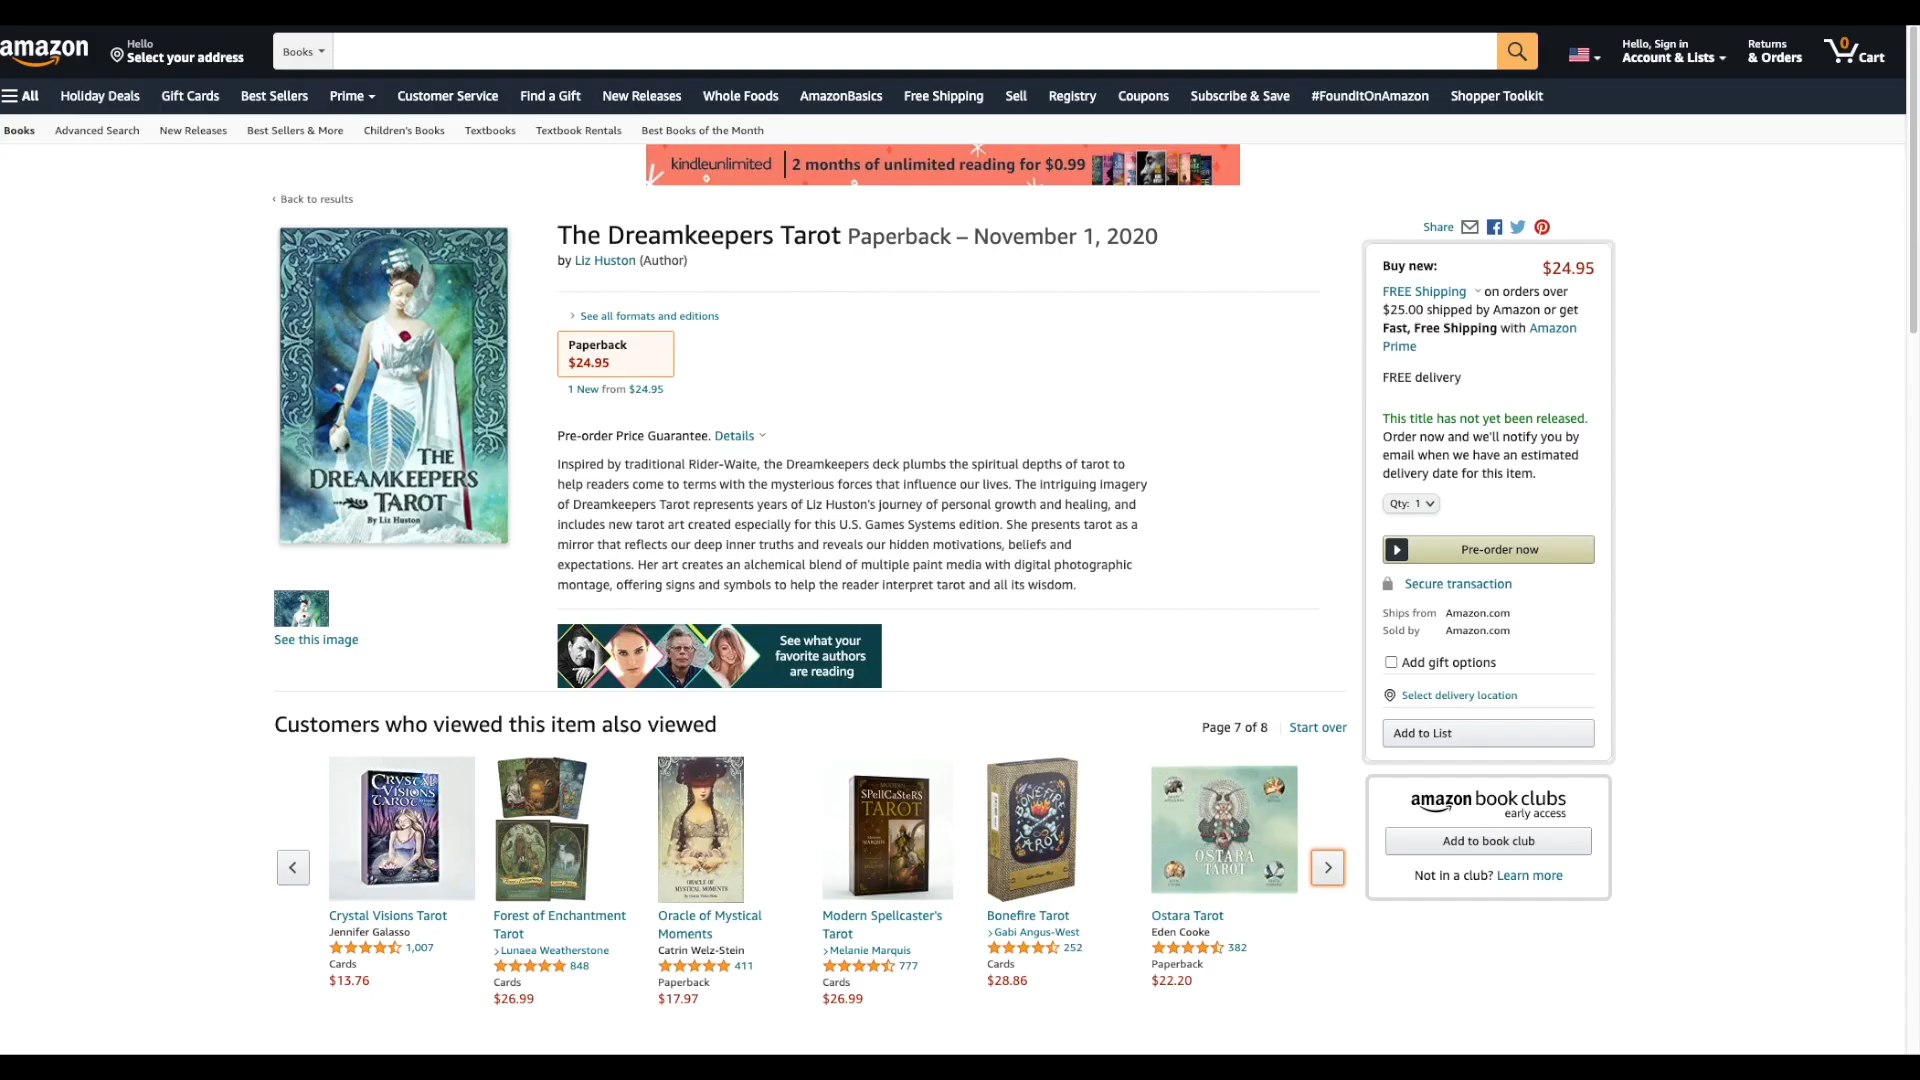 amazon
Hello
Select your address
Books
Hello, Sign in
Account & Lists
Returns
& Orders
0
Cart
All
Holiday Deals
Gift Cards
Best Sellers
Prime
Customer Service
Find a Gift
New Releases
Whole Foods
AmazonBasics
Free Shipping
Sell
Registry
Coupons
Subscribe & Save
#FoundItOnAmazon
Shopper Toolkit
Books
Advanced Search
New Releases
Best Sellers & More
Children's Books
Textbooks
Textbook Rentals
Best Books of the Month
kindleunlimited
2 months of unlimited reading for $0.99
‹ Back to results
THE
DREAMKEEPERS
TAROT
By Liz Huston
See this image
The Dreamkeepers Tarot Paperback – November 1, 2020
by Liz Huston (Author)
See all formats and editions
Paperback
$24.95
1 New from $24.95
Pre-order Price Guarantee. Details
Inspired by traditional Rider-Waite, the Dreamkeepers deck plumbs the spiritual depths of tarot to
help readers come to terms with the mysterious forces that influence our lives. The intriguing imagery
of Dreamkeepers Tarot represents years of Liz Huston's journey of personal growth and healing, and
includes new tarot art created especially for this U.S. Games Systems edition. She presents tarot as a
mirror that reflects our deep inner truths and reveals our hidden motivations, beliefs and
expectations. Her art creates an alchemical blend of multiple paint media with digital photographic
montage, offering signs and symbols to help the reader interpret tarot and all its wisdom.
See what your
favorite authors
are reading
Share
Buy new:
$24.95
FREE Shipping on orders over
$25.00 shipped by Amazon or get
Fast, Free Shipping with Amazon
Prime
FREE delivery
This title has not yet been released.
Order now and we'll notify you by
email when we have an estimated
delivery date for this item.
Qty: 1
Pre-order now
Secure transaction
Ships from Amazon.com
Sold by Amazon.com
Add gift options
Select delivery location
Add to List
amazon book clubs
early access
Add to book club
Not in a club? Learn more
Customers who viewed this item also viewed
Page 7 of 8
Start over
CRYSTAL
VISIONS
TAROT
Crystal Visions Tarot
Jennifer Galasso
1,007
Cards
$13.76
Forest of Enchantment
Tarot
›Lunaea Weatherstone
848
Cards
$26.99
ORACLE OF
MYSTICAL MOMENTS
Oracle of Mystical
Moments
Catrin Welz-Stein
411
Paperback
$17.97
MODERN
SPELLCASTER'S
TAROT
Modern Spellcaster's
Tarot
›Melanie Marquis
777
Cards
$26.99
BONEFIRE
TAROT
Bonefire Tarot
›Gabi Angus-West
252
Cards
$28.86
OSTARA
TAROT
Ostara Tarot
Eden Cooke
382
Paperback
$22.20